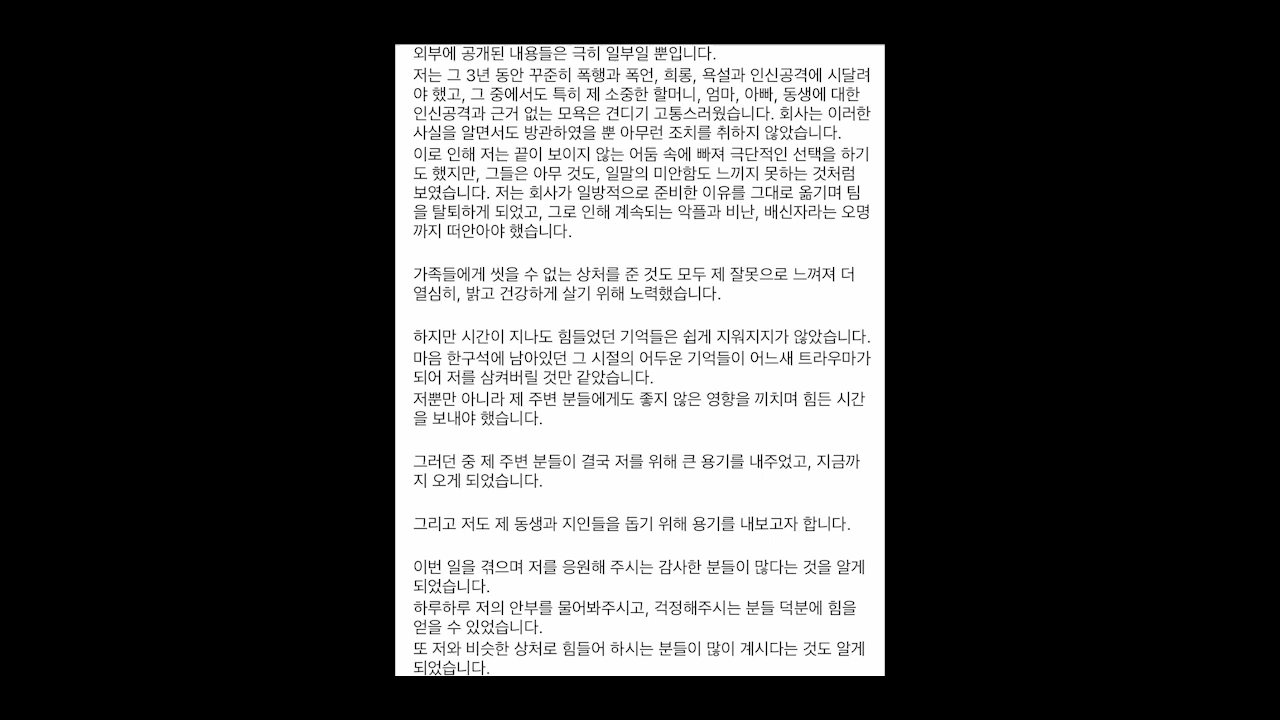 외부에 공개된 내용들은 극히 일부일 뿐입니다.
저는 그 3년 동안 꾸준히 폭행과 폭언, 희롱, 욕설과 인신공격에 시달려
야 했고, 그 중에서도 특히 제 소중한 할머니, 엄마, 아빠, 동생에 대한
인신공격과 근거 없는 모욕은 견디기 고통스러웠습니다. 회사는 이러한
사실을 알면서도 방관하였을 뿐 아무런 조치를 취하지 않았습니다.
이로 인해 저는 끝이 보이지 않는 어둠 속에 빠져 극단적인 선택을 하기
도 했지만, 그들은 아무 것도, 일말의 미안함도 느끼지 못하는 것처럼
보였습니다. 저는 회사가 일방적으로 준비한 이유를 그대로 옮기며 팀
을 탈퇴하게 되었고, 그로 인해 계속되는 악플과 비난, 배신자라는 오명
까지 떠안아야 했습니다.
가족들에게 씻을 수 없는 상처를 준 것도 모두 제 잘못으로 느껴져 더
열심히, 밝고 건강하게 살기 위해 노력했습니다.
하지만 시간이 지나도 힘들었던 기억들은 쉽게 지워지지가 않았습니다.
마음 한구석에 남아있던 그 시절의 어두운 기억들이 어느새 트라우마가
되어 저를 삼켜버릴 것만 같았습니다.
저뿐만 아니라 제 주변 분들에게도 좋지 않은 영향을 끼치며 힘든 시간
을 보내야 했습니다.
그러던 중 제 주변 분들이 결국 저를 위해 큰 용기를 내주었고, 지금까
지 오게 되었습니다.
그리고 저도 제 동생과 지인들을 돕기 위해 용기를 내보고자 합니다.
이번 일을 겪으며 저를 응원해 주시는 감사한 분들이 많다는 것을 알게
되었습니다.
하루하루 저의 안부를 물어봐주시고, 걱정해주시는 분들 덕분에 힘을
얻을 수 있었습니다.
또 저와 비슷한 상처로 힘들어 하시는 분들이 많이 계시다는 것도 알게
되었습니다.